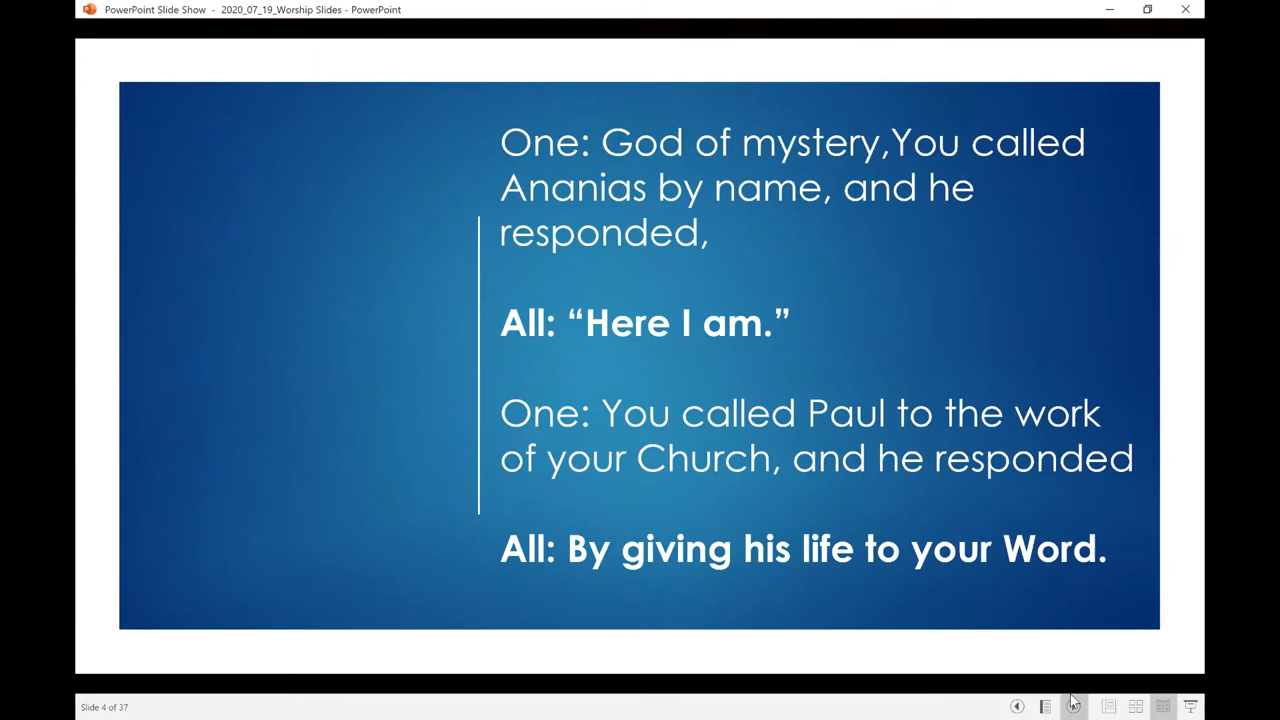 PowerPoint Slide Show - 2020_07_19_Worship Slides - PowerPoint
One: God of mystery,You called
Ananias by name, and he
responded,
All: “Here I am.”
One: You called Paul to the work
of your Church, and he responded
All: By giving his life to your Word.
Slide 4 of 37